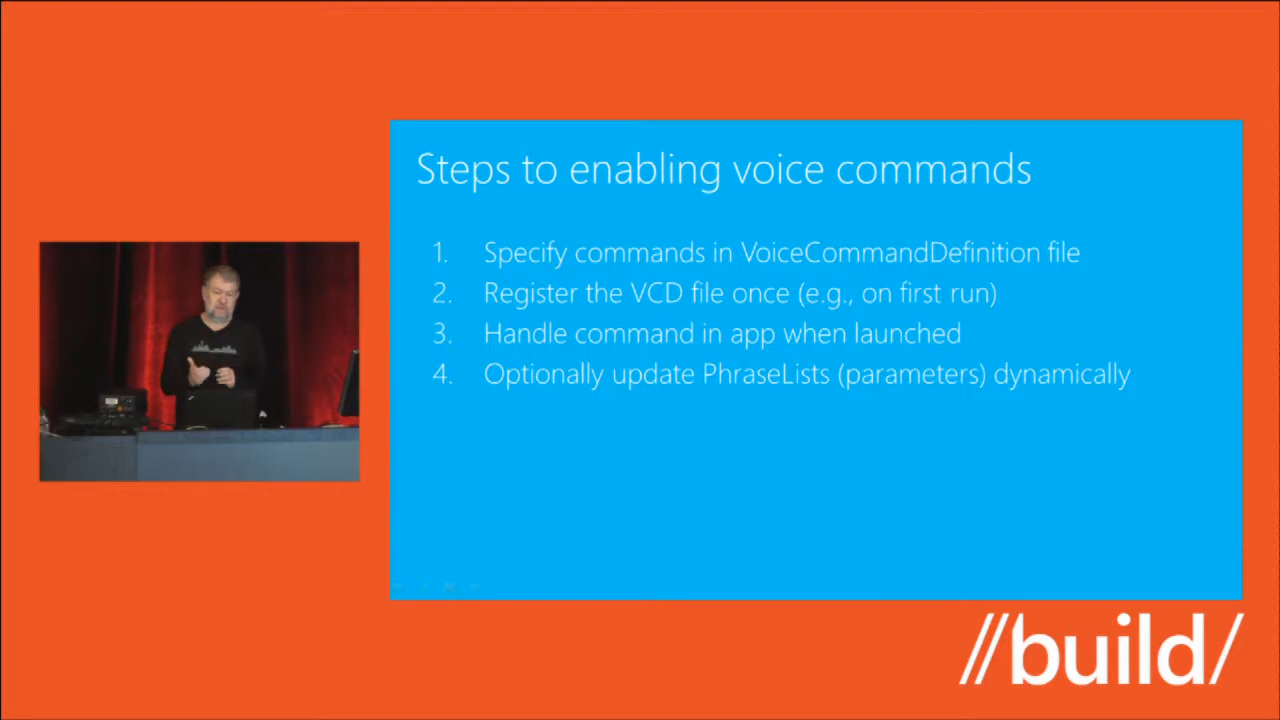 Steps to enabling voice commands
1. Specify commands in VoiceCommandDefinition file
2. Register the VCD file once (e.g., on first run)
3. Handle command in app when launched
4. Optionally update PhraseLists (parameters) dynamically
//build/